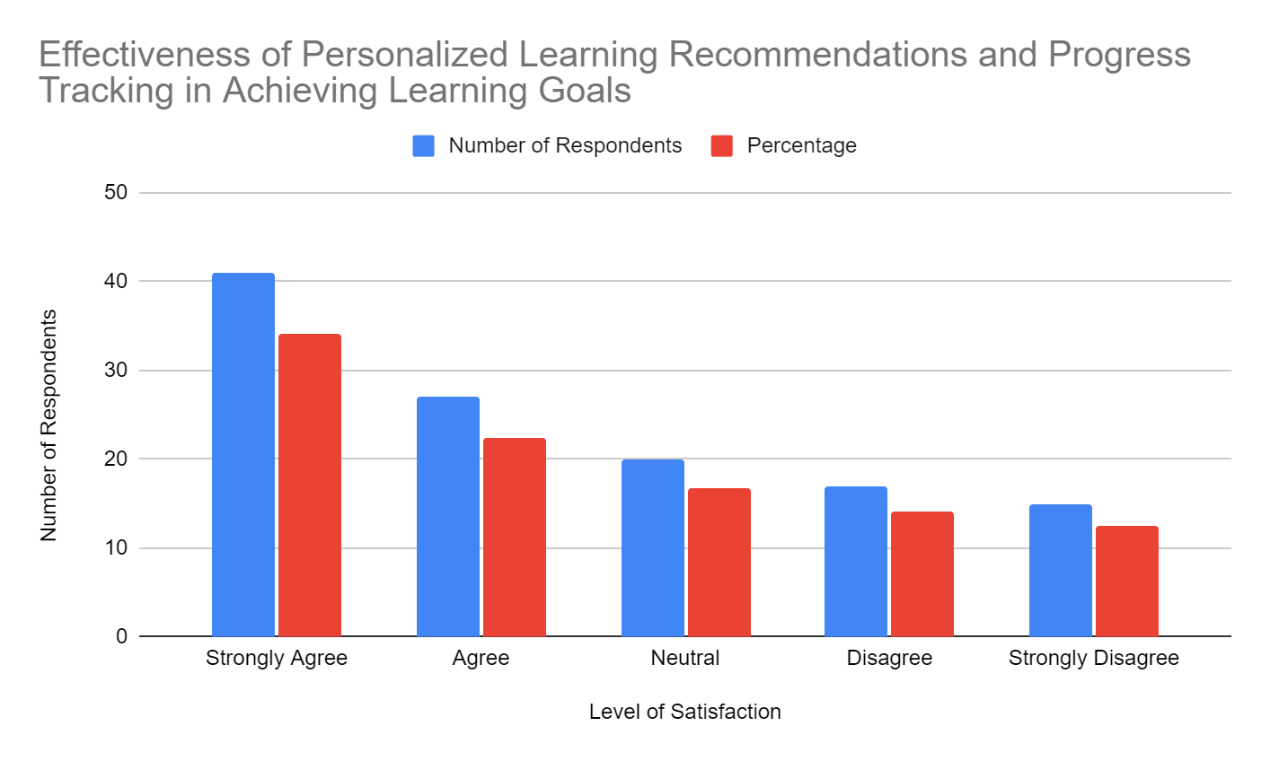 Effectiveness of Personalized Learning Recommendations and Progress
Tracking in Achieving Learning Goals
Number of Respondents Percentage
50
40
30
20
10
0
Number of Respondents
Strongly Agree Agree Neutral Disagree Strongly Disagree
Level of Satisfaction